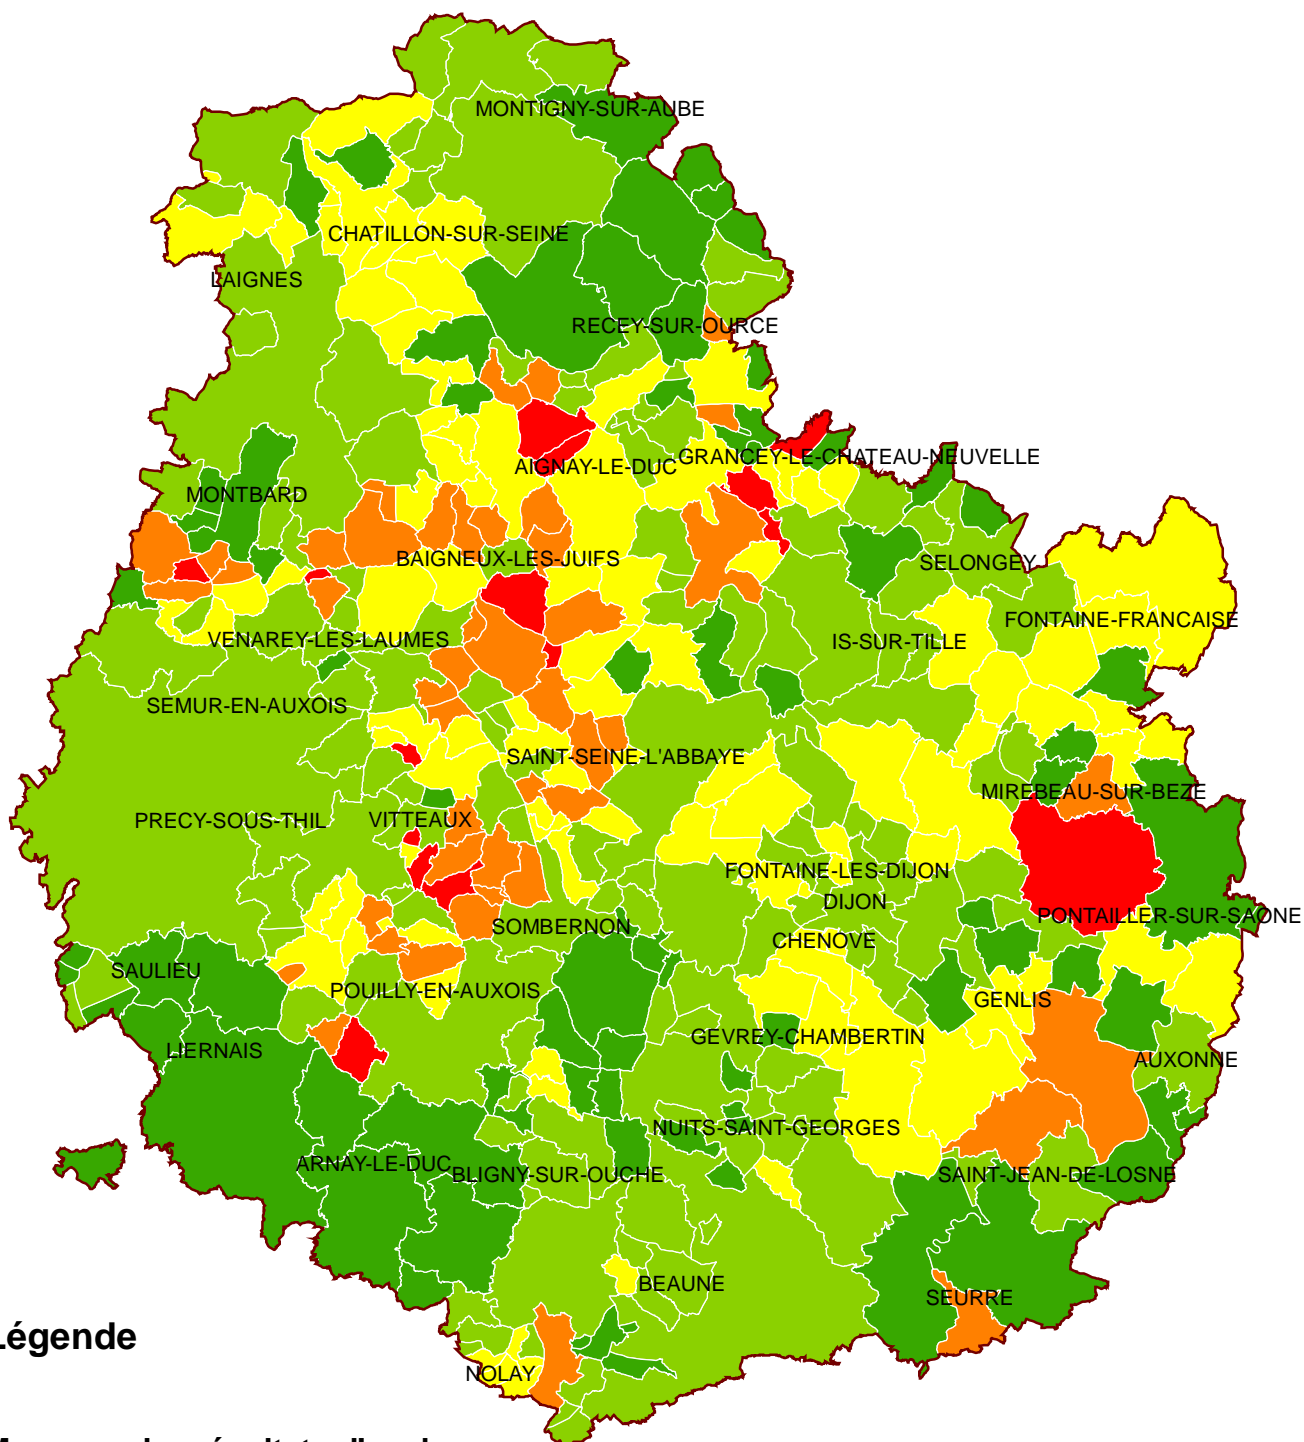 MONTIGNY-SUR-AUBE
CHATILLON-SUR-SEINE
LAIGNES
RECEY-SUR-OURCE
AIGNAY-LE-DUC
GRANCEY-LE-CHATEAU-NEUVELLE
MONTBARD
BAIGNEUX-LES-JUIFS
SELONGEY
FONTAINE-FRANCAISE
VENAREY-LES-LAUMES
IS-SUR-TILLE
SEMUR-EN-AUXOIS
SAINT-SEINE-L'ABBAYE
MIREBEAU-SUR-BEZE
PRECY-SOUS-THIL
VITTEAUX
FONTAINE-LES-DIJON
DIJON
PONTAILLER-SUR-SAONE
SOMBERNON
CHENOVE
SAULIEU
POUILLY-EN-AUXOIS
GENLIS
GEVREY-CHAMBERTIN
LIERNAIS
AUXONNE
NUITS-SAINT-GEORGES
ARNAY-LE-DUC
BLIGNY-SUR-OUCHE
SAINT-JEAN-DE-LOSNE
BEAUNE
SEURRE
Légende
NOLAY